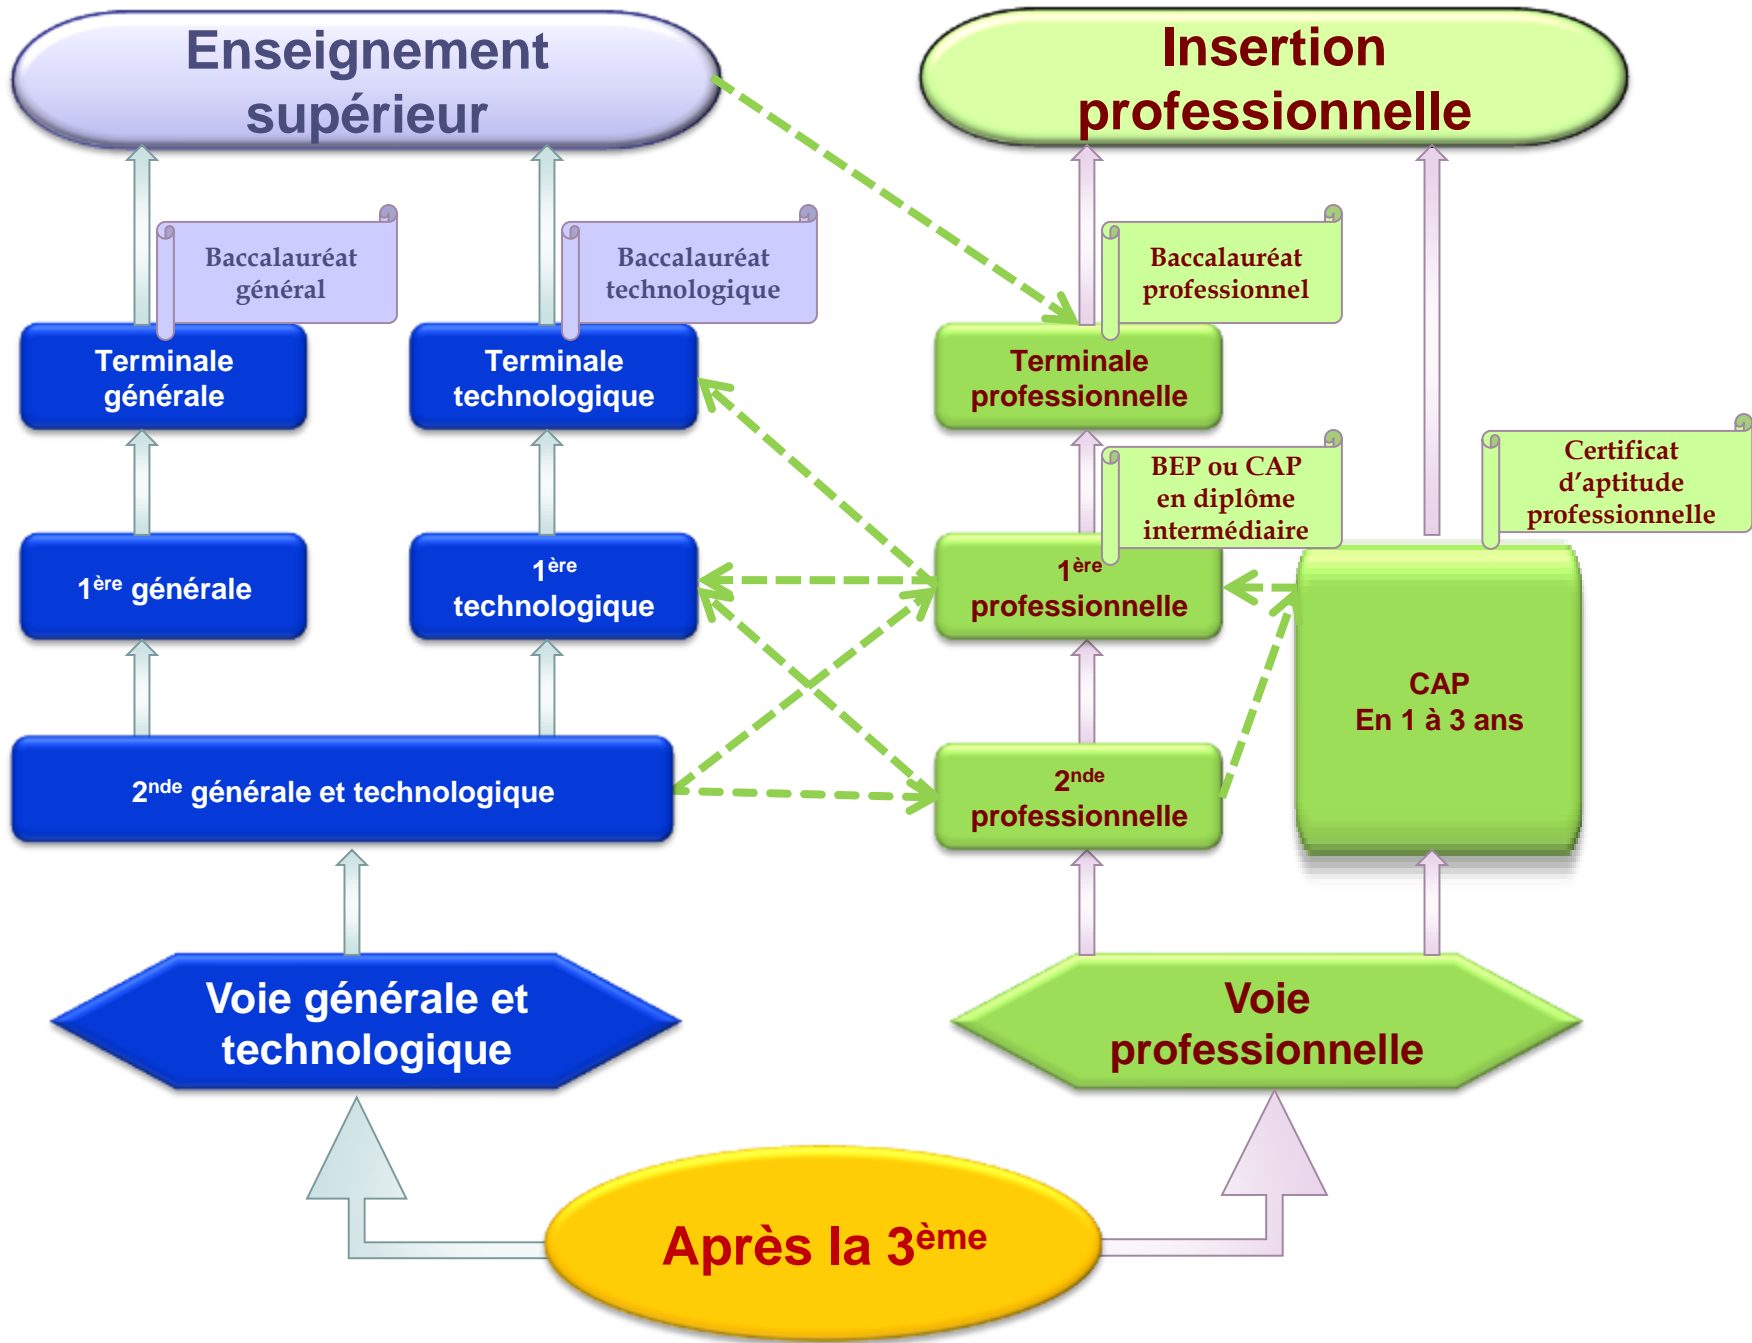 Enseignement
supérieur
Insertion
professionnelle
Baccalauréat
général
Baccalauréat
technologique
Baccalauréat
professionnel
Terminale
générale
Terminale
technologique
Terminale
professionnelle
BEP ou CAP
en diplôme
intermédiaire
Certificat
d’aptitude
professionnelle
1ère générale
1ère
technologique
1ère
professionnelle
CAP
En 1 à 3 ans
2nde générale et technologique
2nde
professionnelle
Voie générale et
technologique
Voie
professionnelle
Après la 3ème